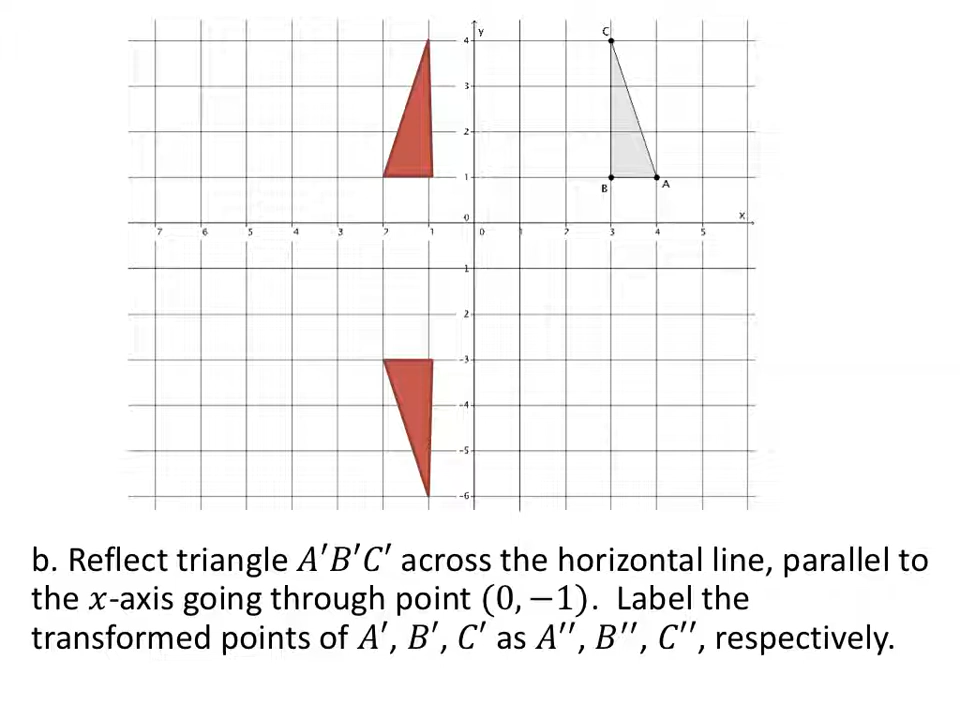 y
C
4
3
2
1
B
A
0
x
7 6 5 4 3 2 1 0 1 2 3 4 5
1
2
-3
-4
-5
-6
b. Reflect triangle A′B′C′ across the horizontal line, parallel to
the x-axis going through point (0, −1). Label the
transformed points of A′, B′, C′ as A′′, B′′, C′′, respectively.